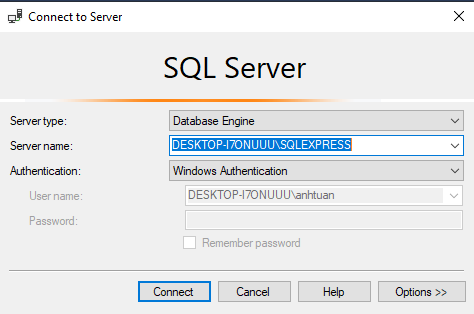 Connect to Server
SQL Server
Server type: Database Engine
Server name: DESKTOP-I7ONUUU\SQLEXPRESS
Authentication: Windows Authentication
User name: DESKTOP-I7ONUUU\anhtuan
Password:
Remember password
Connect Cancel Help Options >>